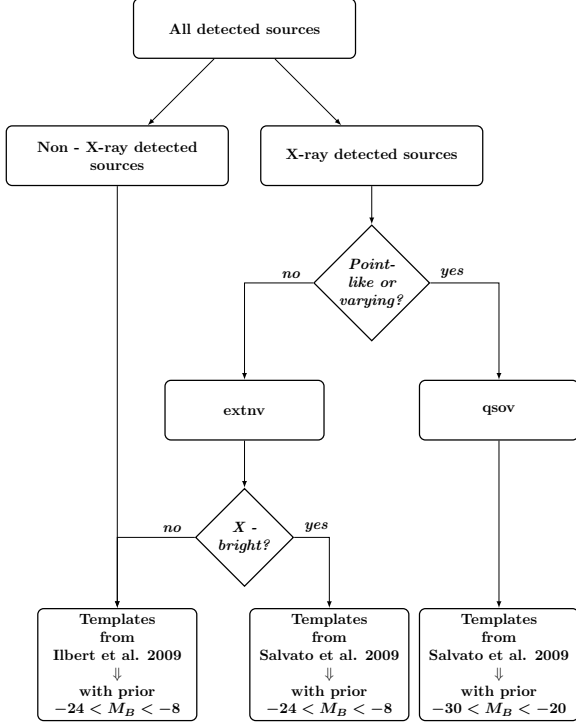 All detected sources
Non - X-ray detected
sources
X-ray detected sources
Point-
like or
varying?
no
yes
extnv
qsov
X -
bright?
no
yes
Templates
from
Ilbert et al. 2009
⇓
with prior
−24 < M_B < −8
Templates
from
Salvato et al. 2009
⇓
with prior
−24 < M_B < −8
Templates
from
Salvato et al. 2009
⇓
with prior
−30 < M_B < −20